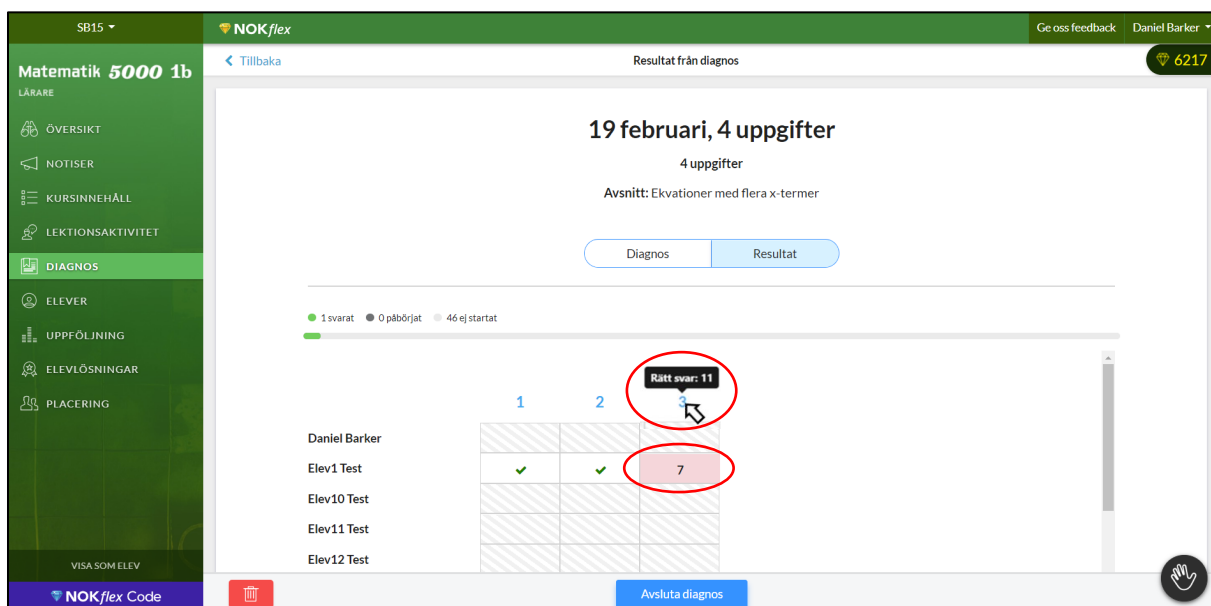 SB15
NOKflex
Ge oss feedback
Daniel Barker
Matematik 5000 1b
LÄRARE
Tillbaka
Resultat från diagnos
6217
ÖVERSIKT
NOTISER
KURSINNEHÅLL
LEKTIONSAKTIVITET
DIAGNOS
ELEVER
UPPFÖLJNING
ELEVLÖSNINGAR
PLACERING
VISA SOM ELEV
NOKflex Code
19 februari, 4 uppgifter
4 uppgifter
Avsnitt: Ekvationer med flera x-termer
Diagnos Resultat
1 svarat 0 påbörjat 46 ej startat
Rätt svar: 11
1 2 3
Daniel Barker
Elev1 Test 7
Elev10 Test
Elev11 Test
Elev12 Test
Avsluta diagnos